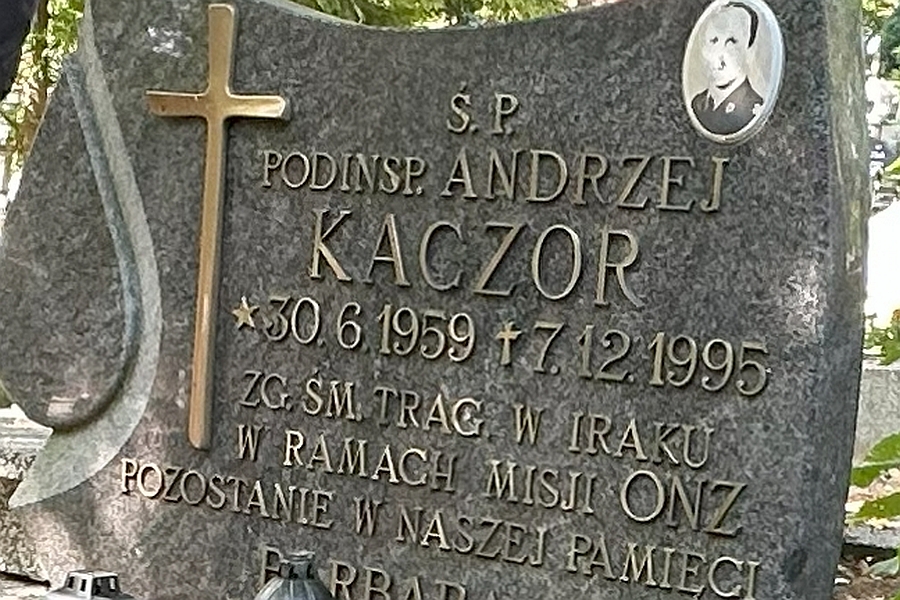 Ś. P.
PODINSP. ANDRZEJ
KACZOR
★30.6.1959 ✝7.12.1995
ZG. ŚM. TRAG. W IRAKU
W RAMACH MISJI ONZ
POZOSTANIE W NASZEJ PAMIĘCI